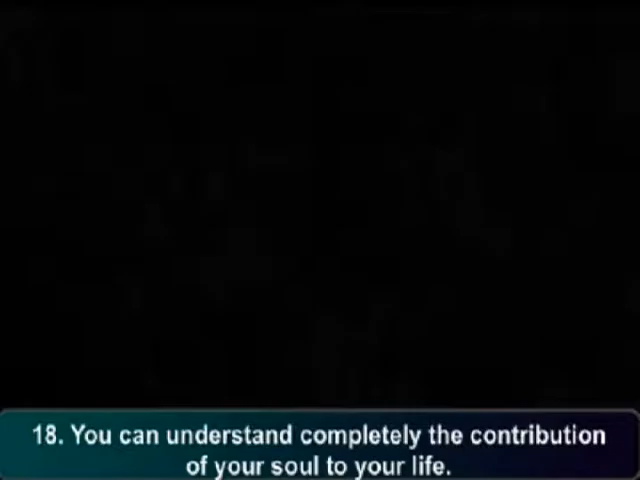 18. You can understand completely the contribution
of your soul to your life.